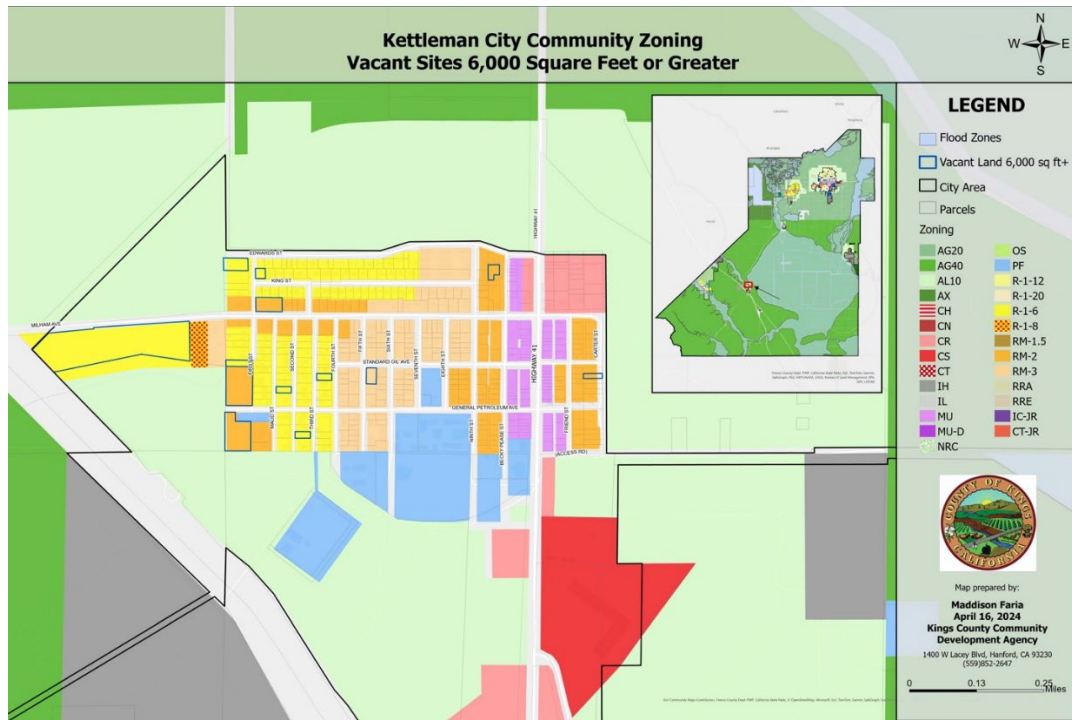 Kettleman City Community Zoning
Vacant Sites 6,000 Square Feet or Greater
N
W E
S
LEGEND
Flood Zones
Vacant Land 6,000 sq ft+
City Area
Parcels
Zoning
AG20
AG40
AL10
AX
CH
CN
CR
CS
CT
IH
IL
MU
MU-D
NRC
OS
PF
R-1-12
R-1-20
R-1-6
R-1-8
RM-1.5
RM-2
RM-3
RRA
RRE
IC-JR
CT-JR
COUNTY OF KINGS
CALIFORNIA
Map prepared by:
Maddison Faria
April 16, 2024
Kings County Community
Development Agency
1400 W Lacey Blvd, Hanford, CA 93230
(559)852-2647
0 0.13 0.25
Miles
HIGHWAY 41
EDWARDS ST
KING ST
MILHAM AVE
FIFTH ST
SIXTH ST
SECOND ST
FOURTH ST
STANDARD OIL AVE
SEVENTH ST
EIGHTH ST
HIGHWAY 41
CARTER ST
GENERAL PETROLEUM AVE
MAUD ST
THIRD ST
NINTH ST
BECKY PEASE ST
FRIEND ST
(ACCESS RD)